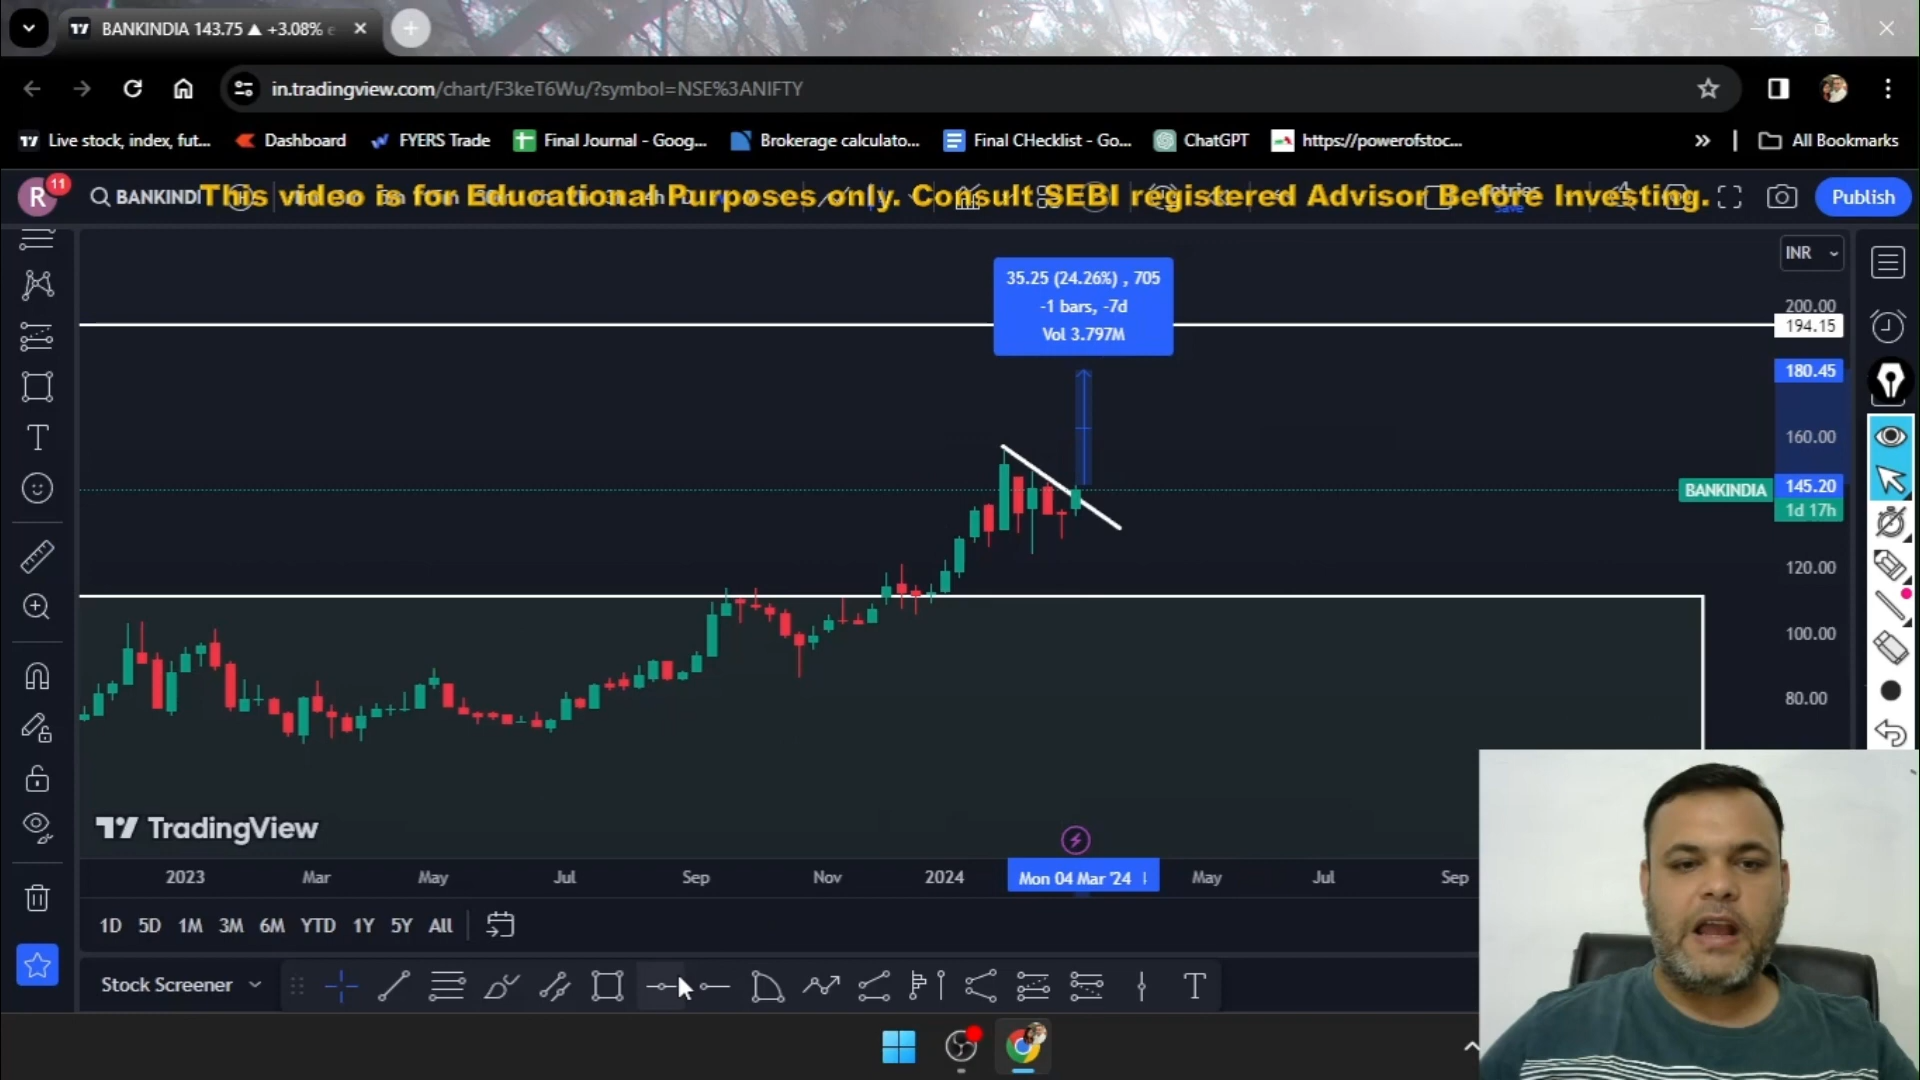 BANKINDIA 143.75 ▲ +3.08%
in.tradingview.com/chart/F3keT6Wu/?symbol=NSE%3ANIFTY
Live stock, index, fut...
Dashboard
FYERS Trade
Final Journal - Goog...
Brokerage calculato...
Final CHecklist - Go...
ChatGPT
https://powerofstoc...
All Bookmarks
R
11
BANKINDI
This video is for Educational Purposes only. Consult SEBI registered Advisor Before Investing.
Save
Publish
INR
35.25 (24.26%) , 705
-1 bars, -7d
Vol 3.797M
200.00
194.15
180.45
160.00
BANKINDIA
145.20
1d 17h
120.00
100.00
80.00
TradingView
2023
Mar
May
Jul
Sep
Nov
2024
Mon 04 Mar '24
May
Jul
Sep
1D 5D 1M 3M 6M YTD 1Y 5Y All
Stock Screener